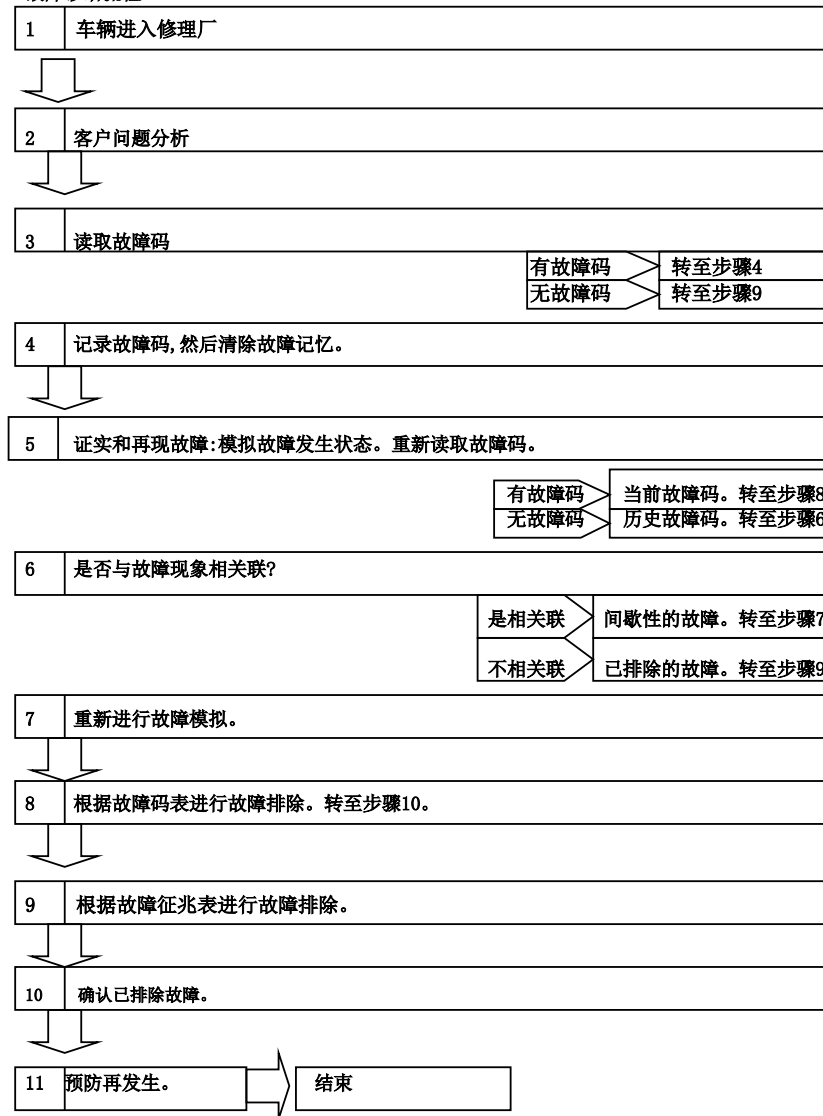 1 车辆进入修理厂
2 客户问题分析
3 读取故障码
有故障码 转至步骤4
无故障码 转至步骤9
4 记录故障码,然后清除故障记忆。
5 证实和再现故障:模拟故障发生状态。重新读取故障码。
有故障码 当前故障码。转至步骤8
无故障码 历史故障码。转至步骤6
6 是否与故障现象相关联?
是相关联 间歇性的故障。转至步骤7
不相关联 已排除的故障。转至步骤9
7 重新进行故障模拟。
8 根据故障码表进行故障排除。转至步骤10。
9 根据故障征兆表进行故障排除。
10 确认已排除故障。
11 预防再发生。 结束